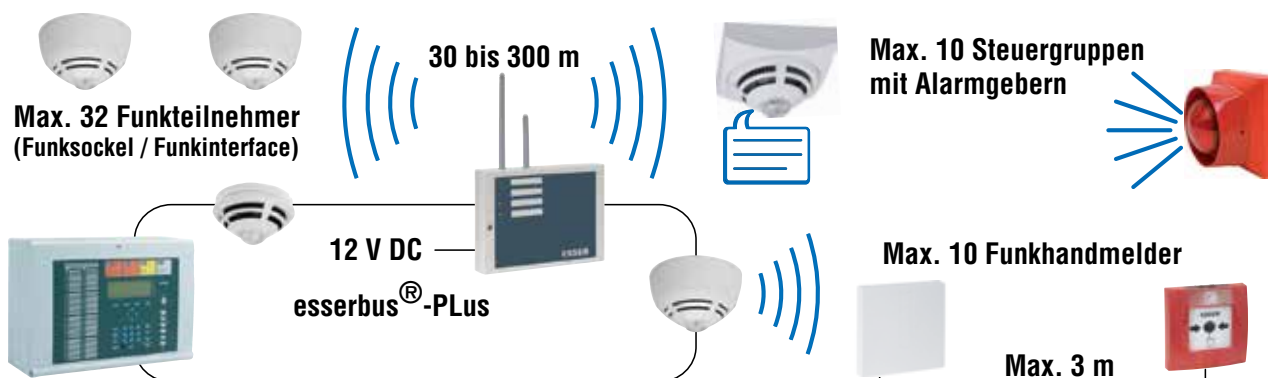 30 bis 300 m
Max. 10 Steuergruppen
mit Alarmgebern
Max. 32 Funkteilnehmer
(Funksockel / Funkinterface)
12 V DC
ESSER
esserbus®-PLus
Max. 10 Funkhandmelder
Max. 3 m